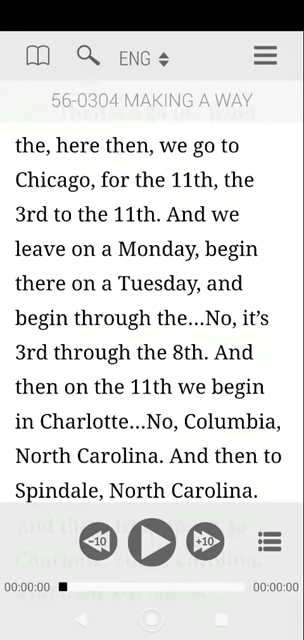 ENG
56-0304 MAKING A WAY
the, here then, we go to
Chicago, for the 11th, the
3rd to the 11th. And we
leave on a Monday, begin
there on a Tuesday, and
begin through the...No, it’s
3rd through the 8th. And
then on the 11th we begin
in Charlotte...No, Columbia,
North Carolina. And then to
Spindale, North Carolina.
-10
+10
00:00:00
00:00:00